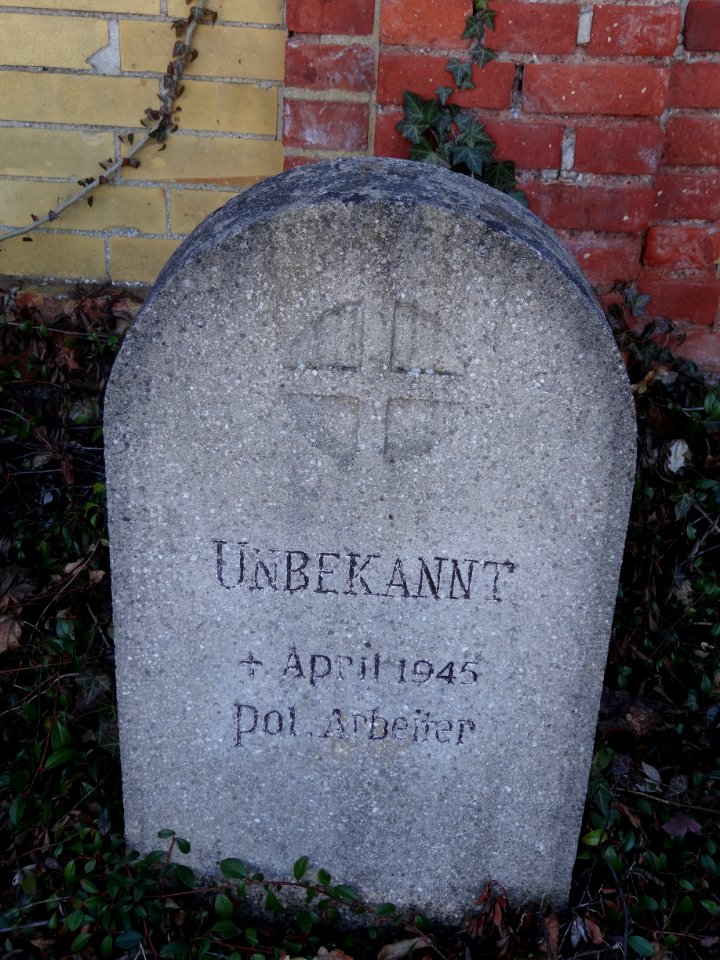 UNBEKANNT
+ April 1945
Pol. Arbeiter